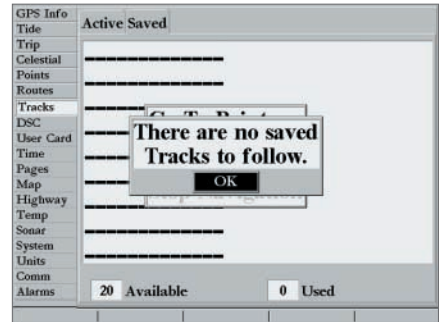 GPS Info
Tide
Trip
Celestial
Points
Routes
Tracks
DSC
User Card
Time
Pages
Map
Highway
Temp
Sonar
System
Units
Comm
Alarms
Active Saved
There are no saved
Tracks to follow.
OK
20 Available
0 Used